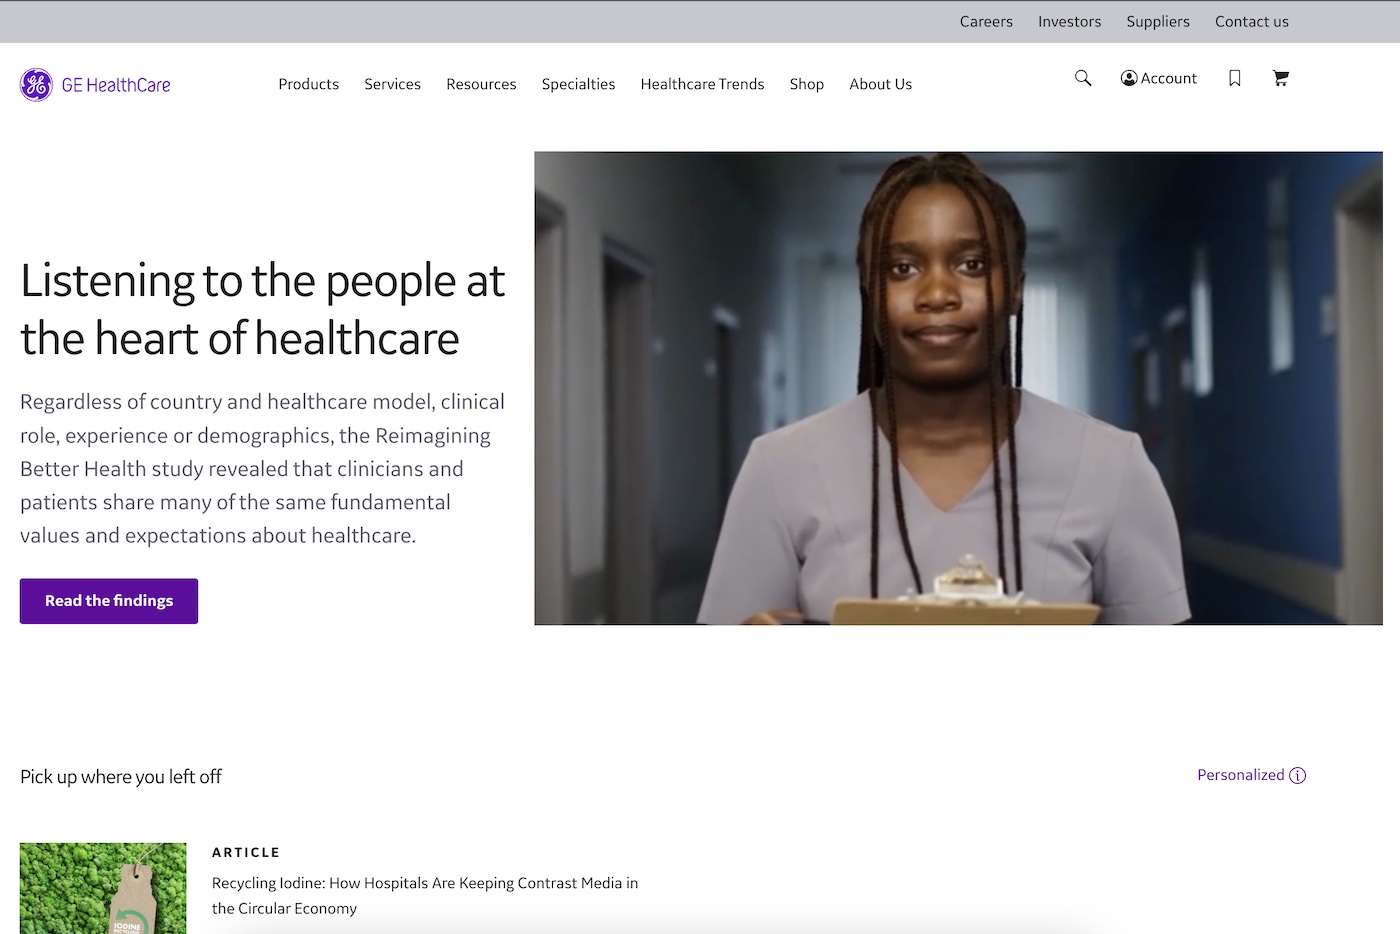 Careers Investors Suppliers Contact us
GE HealthCare
Products Services Resources Specialties Healthcare Trends Shop About Us
Account
Listening to the people at
the heart of healthcare
Regardless of country and healthcare model, clinical
role, experience or demographics, the Reimagining
Better Health study revealed that clinicians and
patients share many of the same fundamental
values and expectations about healthcare.
Read the findings
Pick up where you left off
Personalized
ARTICLE
Recycling Iodine: How Hospitals Are Keeping Contrast Media in
the Circular Economy
IODINE
RECYCLING